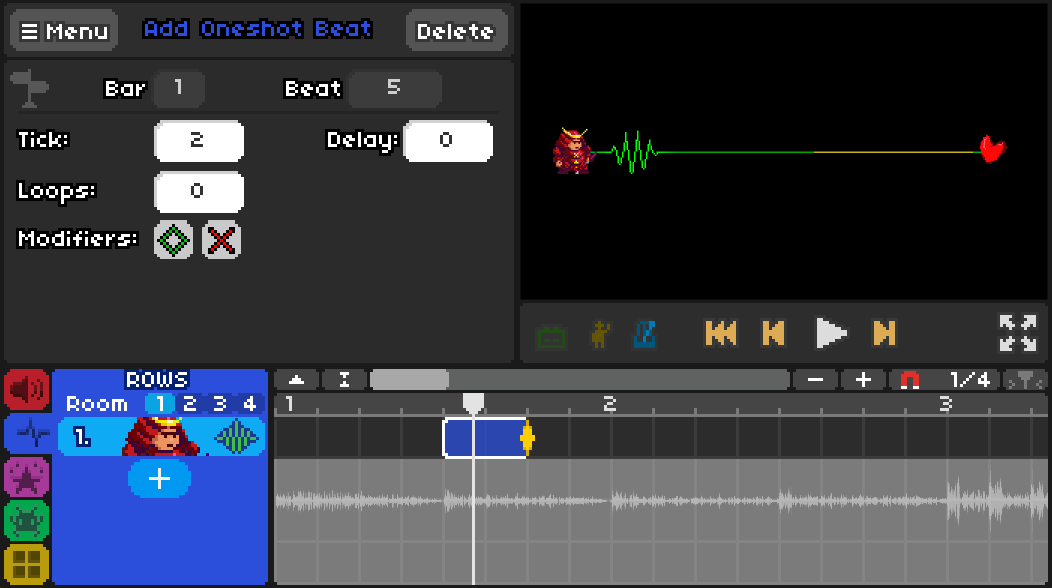 Menu Add Oneshot Beat Delete
Bar 1 Beat 5
Tick: 2 Delay: 0
Loops: 0
Modifiers:
ROWS
1/4
Room 1 2 3 4
1 2 3
1.